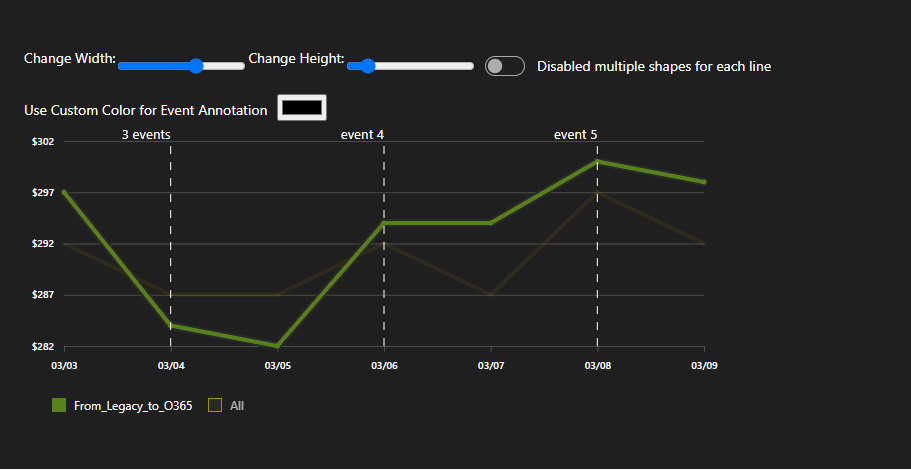 Change Width: Change Height: Disabled multiple shapes for each line
Use Custom Color for Event Annotation
3 events event 4 event 5
$302
$297
$292
$287
$282
03/03 03/04 03/05 03/06 03/07 03/08 03/09
From_Legacy_to_O365 All